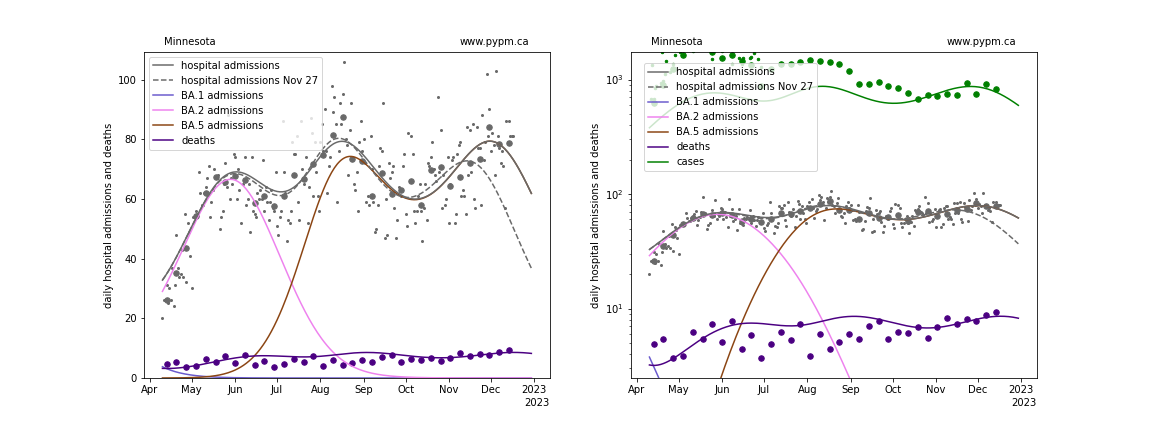 Minnesota
www.pypm.ca
hospital admissions
hospital admissions Nov 27
BA.1 admissions
BA.2 admissions
BA.5 admissions
deaths
daily hospital admissions and deaths
100
80
60
40
20
0
Apr May Jun Jul Aug Sep Oct Nov Dec 2023
2023
Minnesota
www.pypm.ca
hospital admissions
hospital admissions Nov 27
BA.1 admissions
BA.2 admissions
BA.5 admissions
deaths
cases
daily hospital admissions and deaths
10³
10²
10¹
Apr May Jun Jul Aug Sep Oct Nov Dec 2023
2023